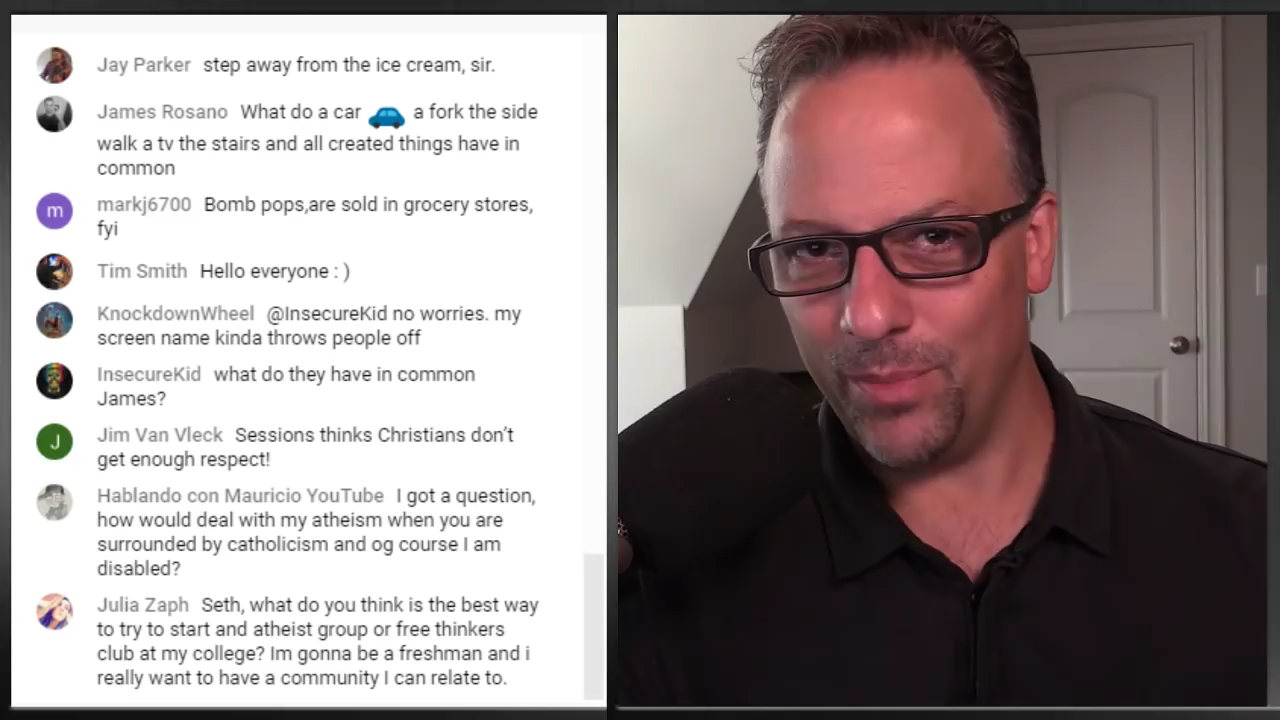 Jay Parker step away from the ice cream, sir.
James Rosano What do a car 🚙 a fork the side
walk a tv the stairs and all created things have in
common
m markj6700 Bomb pops,are sold in grocery stores,
fyi
Tim Smith Hello everyone : )
KnockdownWheel @InsecureKid no worries. my
screen name kinda throws people off
InsecureKid what do they have in common
James?
J Jim Van Vleck Sessions thinks Christians don’t
get enough respect!
Hablando con Mauricio YouTube I got a question,
how would deal with my atheism when you are
surrounded by catholicism and og course I am
disabled?
Julia Zaph Seth, what do you think is the best way
to try to start and atheist group or free thinkers
club at my college? Im gonna be a freshman and i
really want to have a community I can relate to.